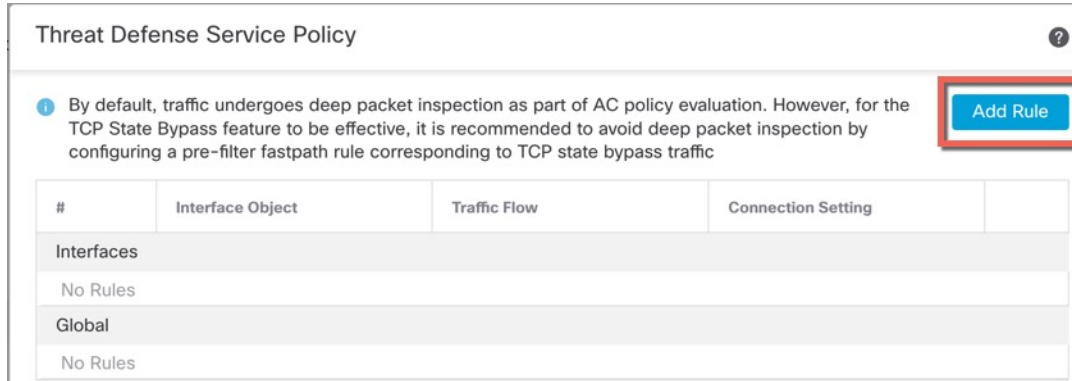 Threat Defense Service Policy
?
i
By default, traffic undergoes deep packet inspection as part of AC policy evaluation. However, for the
TCP State Bypass feature to be effective, it is recommended to avoid deep packet inspection by
configuring a pre-filter fastpath rule corresponding to TCP state bypass traffic
Add Rule
# Interface Object Traffic Flow Connection Setting
Interfaces
No Rules
Global
No Rules